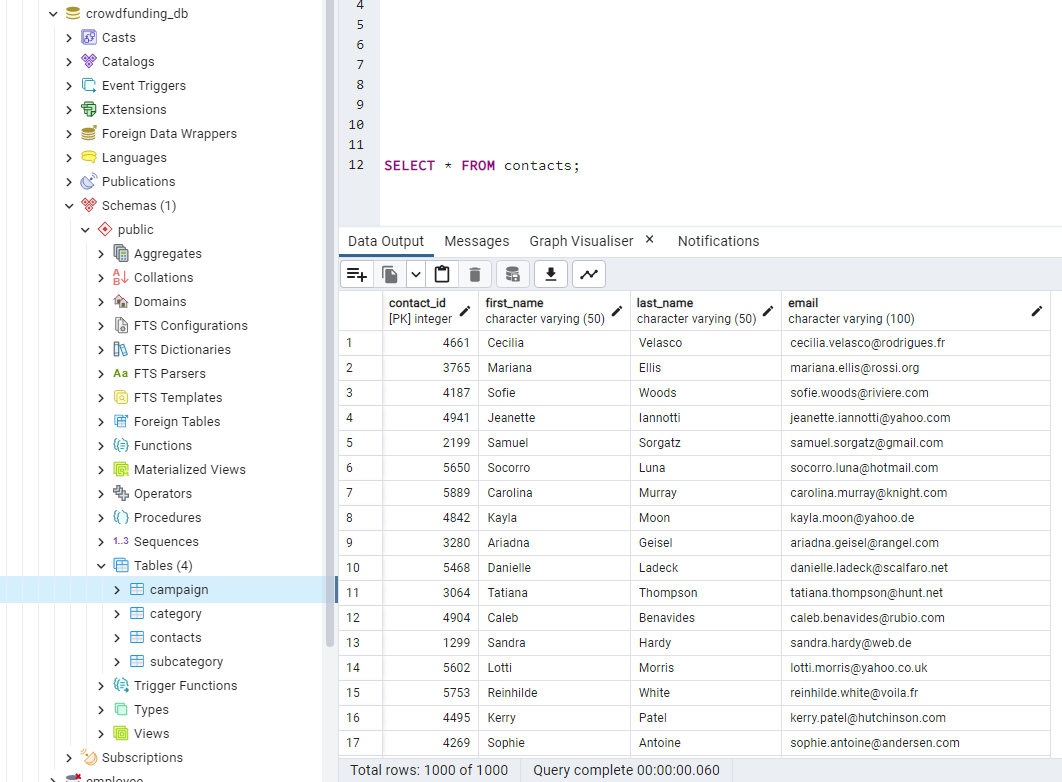 crowdfunding_db
Casts
Catalogs
Event Triggers
Extensions
Foreign Data Wrappers
Languages
Publications
Schemas (1)
public
Aggregates
Collations
Domains
FTS Configurations
FTS Dictionaries
Aa FTS Parsers
FTS Templates
Foreign Tables
Functions
Materialized Views
Operators
Procedures
1..3 Sequences
Tables (4)
campaign
category
contacts
subcategory
Trigger Functions
Types
Views
Subscriptions
employee
4
5
6
7
8
9
10
11
12 SELECT * FROM contacts;
Data Output Messages Graph Visualiser × Notifications
contact_id first_name last_name email
[PK] integer character varying (50) character varying (50) character varying (100)
1 4661 Cecilia Velasco cecilia.velasco@rodrigues.fr
2 3765 Mariana Ellis mariana.ellis@rossi.org
3 4187 Sofie Woods sofie.woods@riviere.com
4 4941 Jeanette Iannotti jeanette.iannotti@yahoo.com
5 2199 Samuel Sorgatz samuel.sorgatz@gmail.com
6 5650 Socorro Luna socorro.luna@hotmail.com
7 5889 Carolina Murray carolina.murray@knight.com
8 4842 Kayla Moon kayla.moon@yahoo.de
9 3280 Ariadna Geisel ariadna.geisel@rangel.com
10 5468 Danielle Ladeck danielle.ladeck@scalfaro.net
11 3064 Tatiana Thompson tatiana.thompson@hunt.net
12 4904 Caleb Benavides caleb.benavides@rubio.com
13 1299 Sandra Hardy sandra.hardy@web.de
14 5602 Lotti Morris lotti.morris@yahoo.co.uk
15 5753 Reinhilde White reinhilde.white@voila.fr
16 4495 Kerry Patel kerry.patel@hutchinson.com
17 4269 Sophie Antoine sophie.antoine@andersen.com
Total rows: 1000 of 1000 Query complete 00:00:00.060